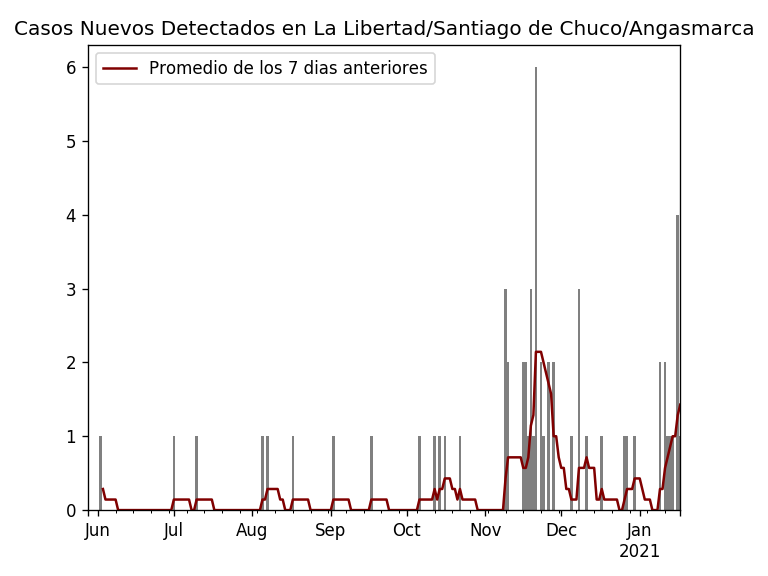 Casos Nuevos Detectados en La Libertad/Santiago de Chuco/Angasmarca
Promedio de los 7 dias anteriores
6
5
4
3
2
1
0
Jun Jul Aug Sep Oct Nov Dec Jan
2021